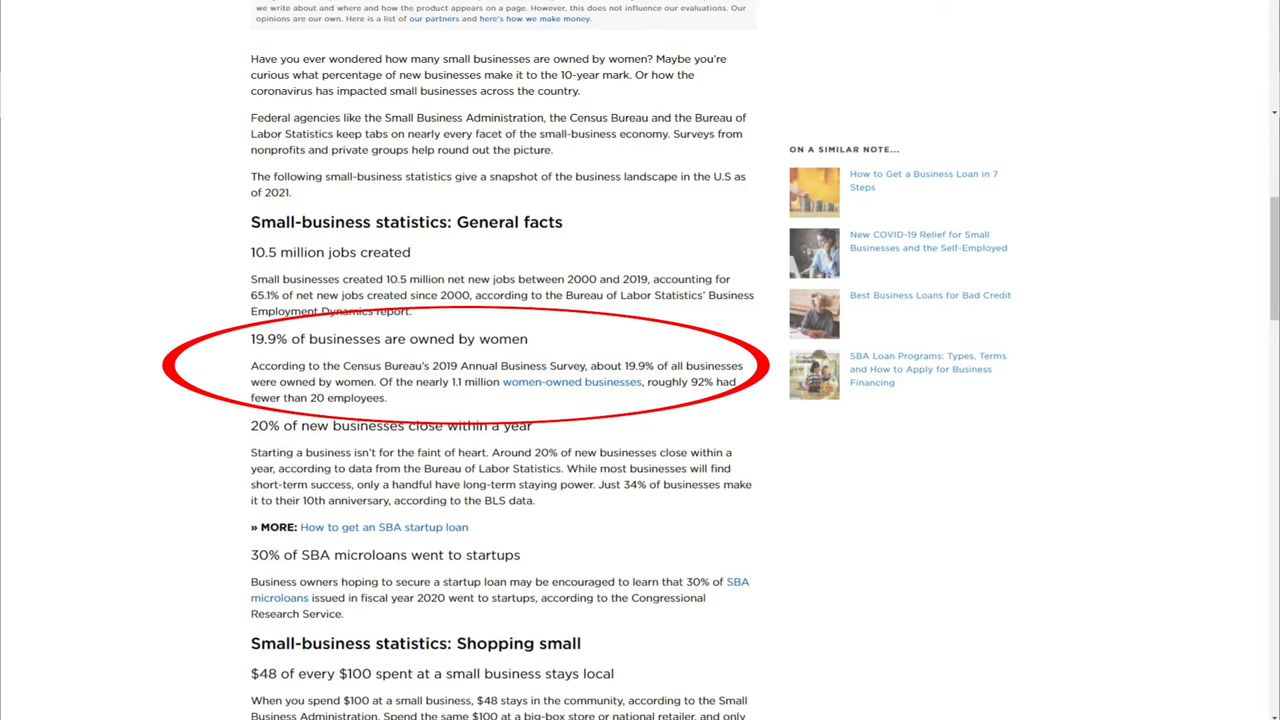 we write about and where and how the product appears on a page. However, this does not influence our evaluations. Our
opinions are our own. Here is a list of our partners and here's how we make money.
Have you ever wondered how many small businesses are owned by women? Maybe you're
curious what percentage of new businesses make it to the 10-year mark. Or how the
coronavirus has impacted small businesses across the country.
Federal agencies like the Small Business Administration, the Census Bureau and the Bureau of
Labor Statistics keep tabs on nearly every facet of the small-business economy. Surveys from
nonprofits and private groups help round out the picture.
The following small-business statistics give a snapshot of the business landscape in the U.S as
of 2021.
Small-business statistics: General facts
10.5 million jobs created
Small businesses created 10.5 million net new jobs between 2000 and 2019, accounting for
65.1% of net new jobs created since 2000, according to the Bureau of Labor Statistics' Business
Employment Dynamics report.
19.9% of businesses are owned by women
According to the Census Bureau's 2019 Annual Business Survey, about 19.9% of all businesses
were owned by women. Of the nearly 1.1 million women-owned businesses, roughly 92% had
fewer than 20 employees.
20% of new businesses close within a year
Starting a business isn't for the faint of heart. Around 20% of new businesses close within a
year, according to data from the Bureau of Labor Statistics. While most businesses will find
short-term success, only a handful have long-term staying power. Just 34% of businesses make
it to their 10th anniversary, according to the BLS data.
» MORE: How to get an SBA startup loan
30% of SBA microloans went to startups
Business owners hoping to secure a startup loan may be encouraged to learn that 30% of SBA
microloans issued in fiscal year 2020 went to startups, according to the Congressional
Research Service.
Small-business statistics: Shopping small
$48 of every $100 spent at a small business stays local
When you spend $100 at a small business, $48 stays in the community, according to the Small
Business Administration. Spend the same $100 at a big-box store or national retailer, and only
ON A SIMILAR NOTE...
How to Get a Business Loan in 7
Steps
New COVID-19 Relief for Small
Businesses and the Self-Employed
Best Business Loans for Bad Credit
SBA Loan Programs: Types, Terms
and How to Apply for Business
Financing